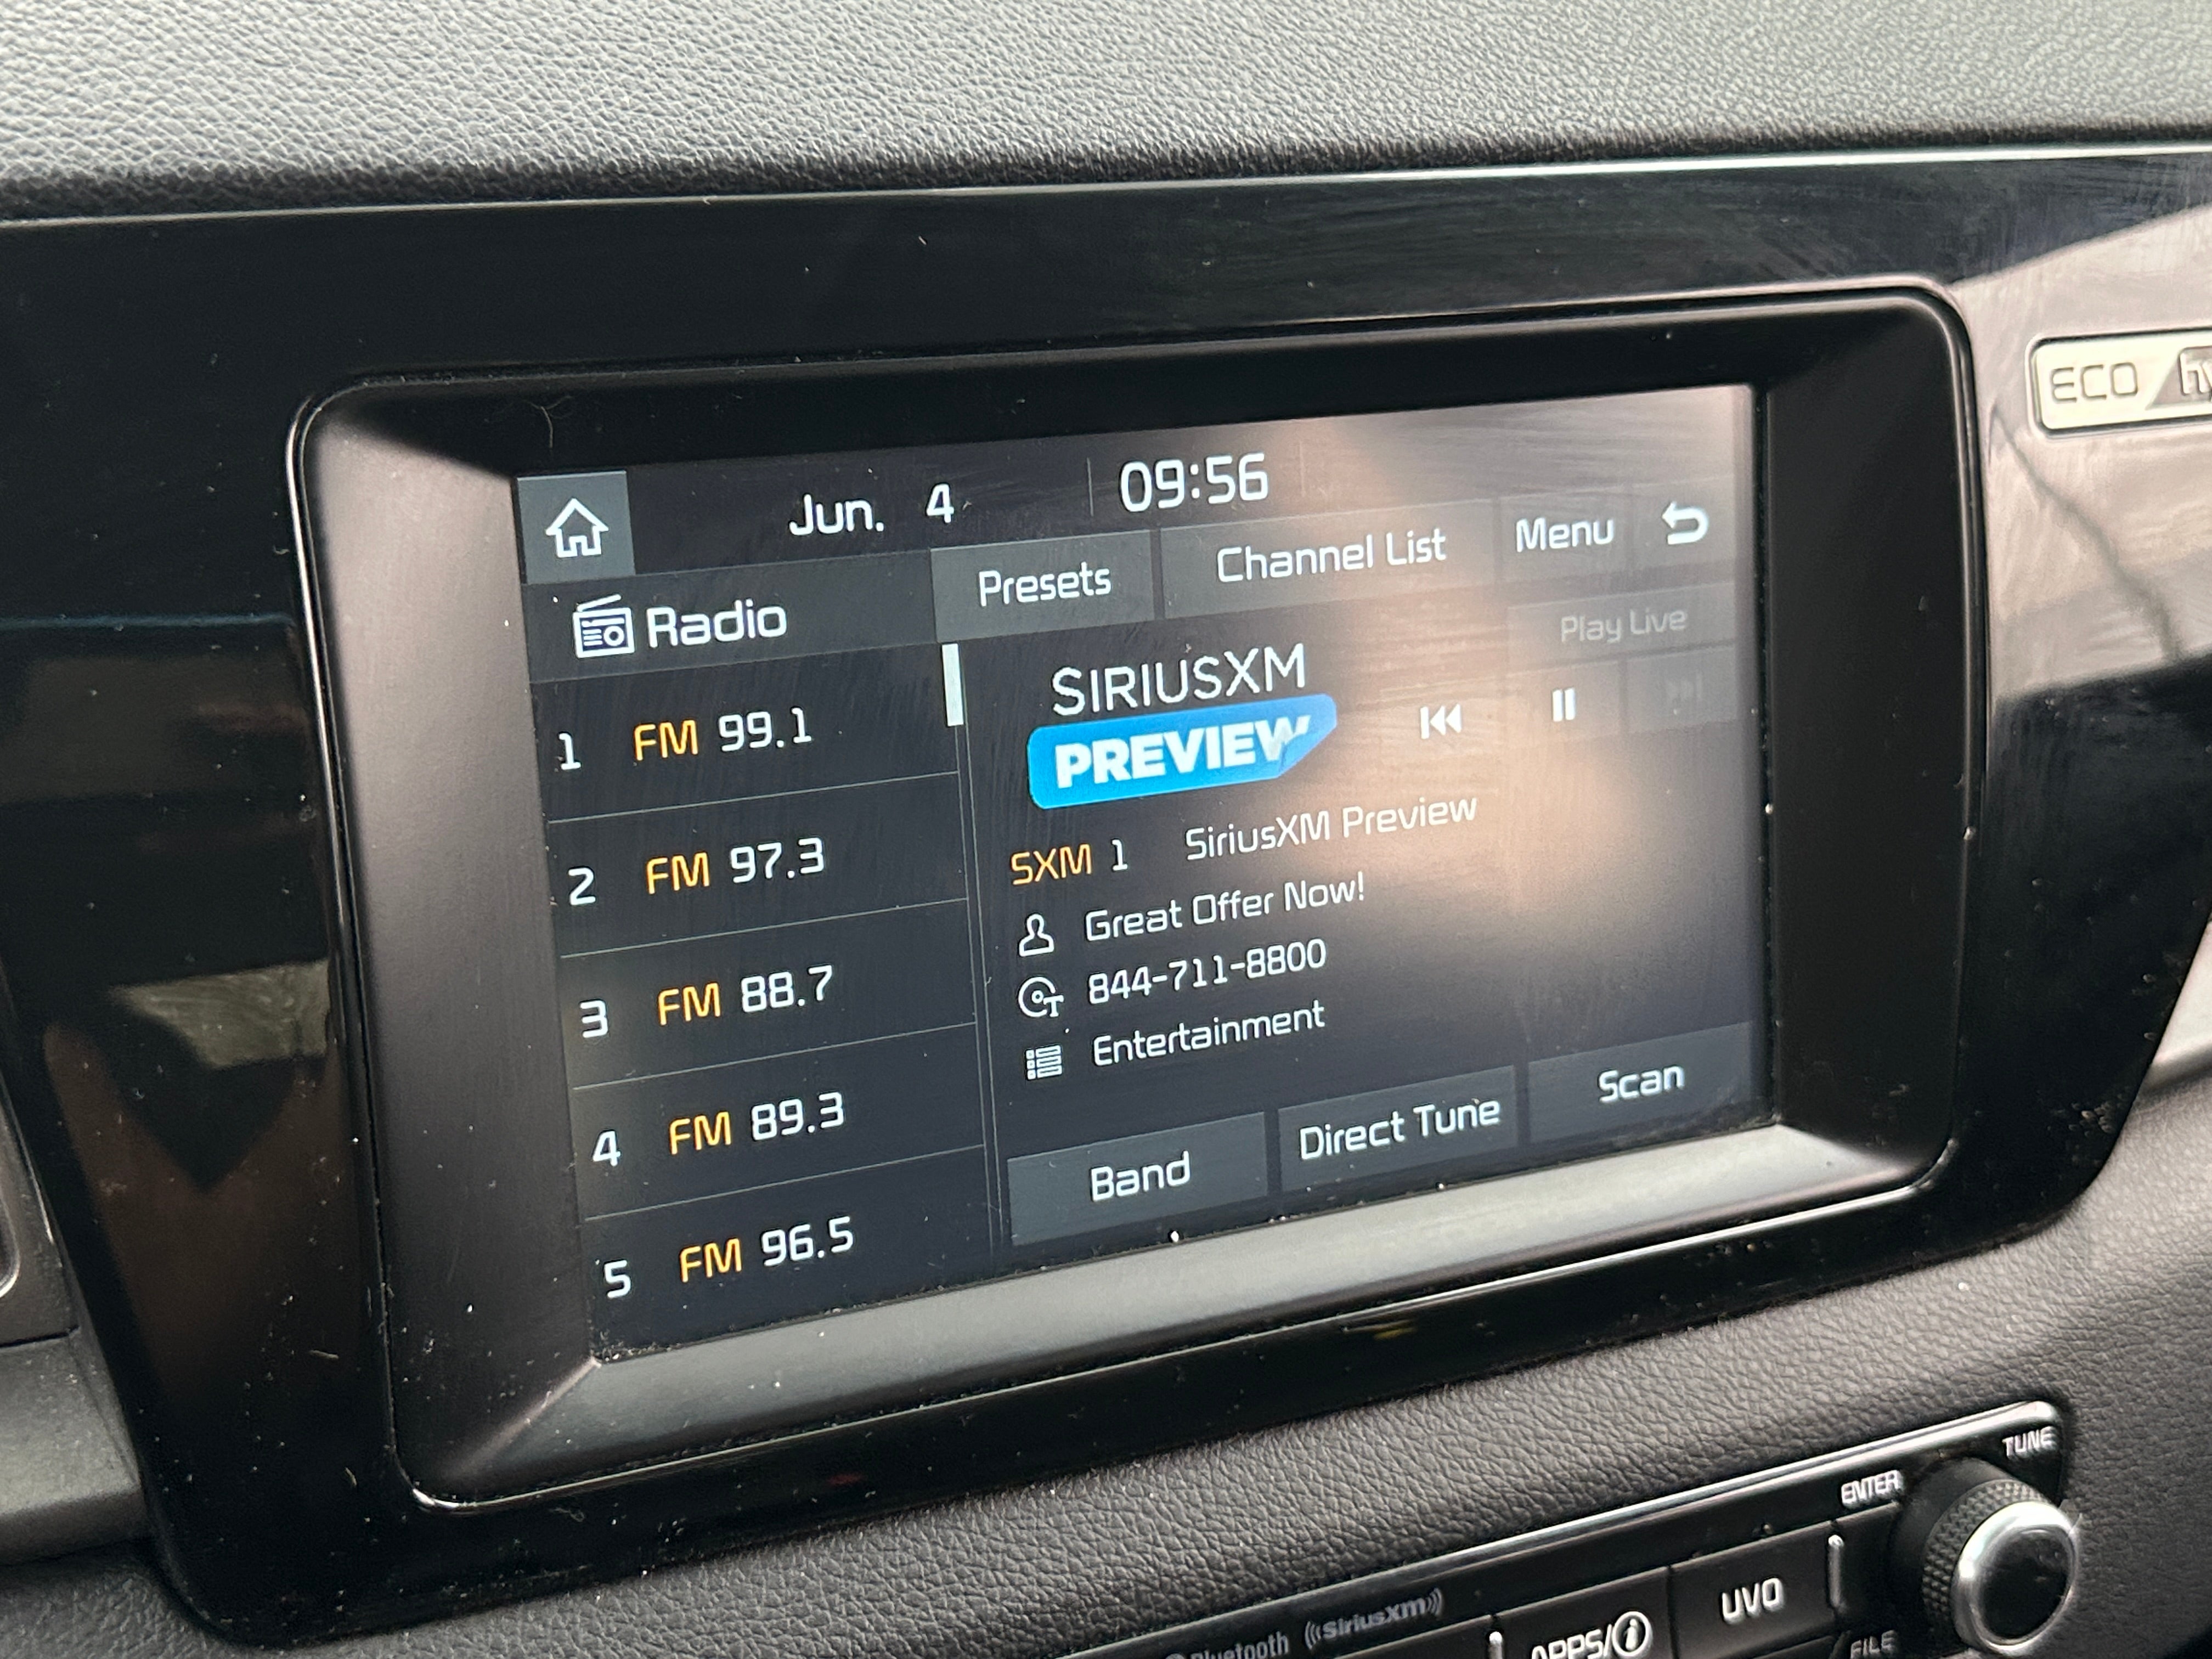 Jun. 4 09:56
Radio Presets Channel List Menu
Play Live
1 FM 99.1
2 FM 97.3
3 FM 88.7
4 FM 89.3
5 FM 96.5
SIRIUSXM
PREVIEW
SXM 1 SiriusXM Preview
Great Offer Now!
844-711-8800
Entertainment
Band Direct Tune Scan
ECO
TUNE
ENTER
Bluetooth SiriusXM APPS/i UVO
FILE